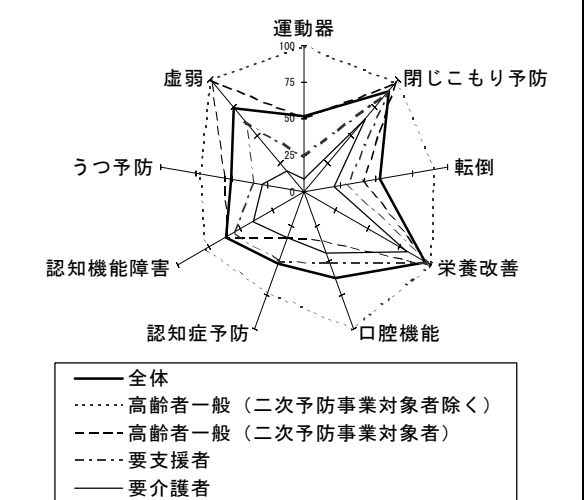 運動器
100
虚弱
75
閉じこもり予防
50
うつ予防
25
転倒
0
認知機能障害
栄養改善
認知症予防
口腔機能
全体
高齢者一般（二次予防事業対象者除く）
高齢者一般（二次予防事業対象者）
要支援者
要介護者